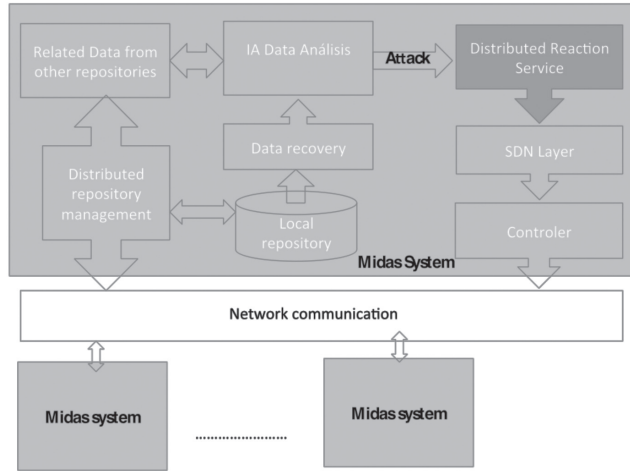 Related Data from
other repositories
IA Data Análisis
Attack
Distributed Reaction
Service
Data recovery
SDN Layer
Distributed
repository
management
Local
repository
Controler
Midas System
Network communication
Midas system
.......................
Midas system